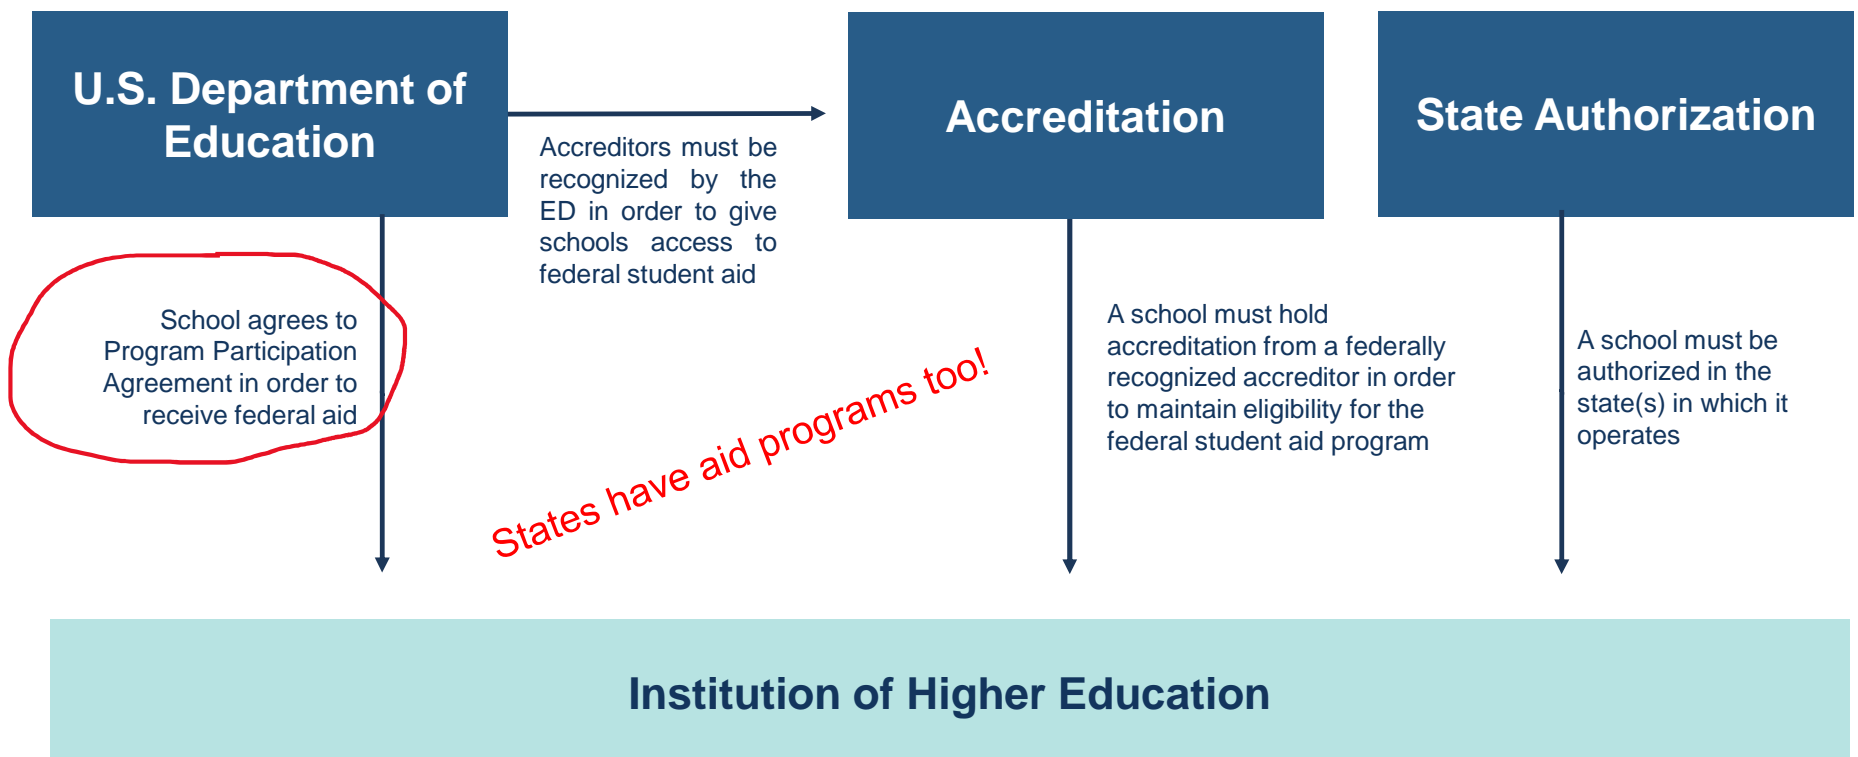 U.S. Department of
Education
Accreditation
State Authorization
Accreditors must be
recognized by the
ED in order to give
schools access to
federal student aid
School agrees to
Program Participation
Agreement in order to
receive federal aid
States have aid programs too!
A school must hold
accreditation from a federally
recognized accreditor in order
to maintain eligibility for the
federal student aid program
A school must be
authorized in the
state(s) in which it
operates
Institution of Higher Education